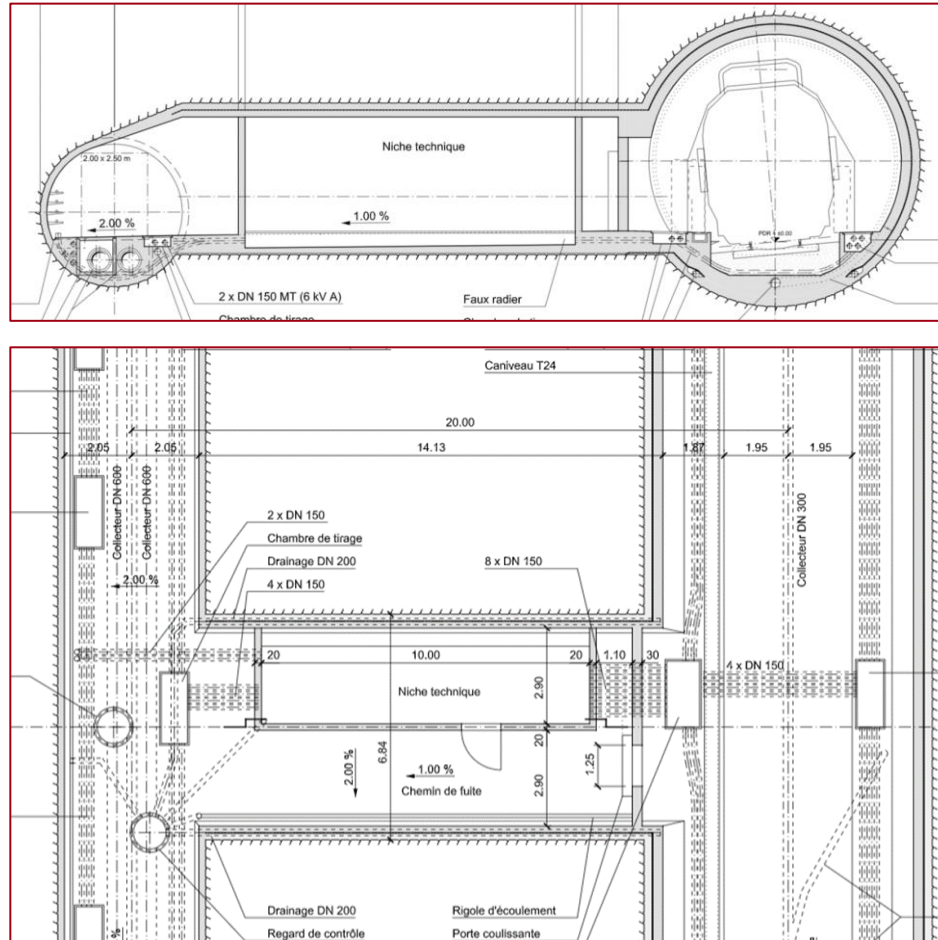 Niche technique
2.00 x 2.50 m
1.00 %
2.00 %
2 x DN 150 MT (6 kV A)
Faux radier
Chambre de tirage
Caniveau T24
20.00
2.05
2.05
14.13
1.87
1.95
1.95
Collecteur DN 600
Collecteur DN 600
Collecteur DN 300
2 x DN 150
Chambre de tirage
Drainage DN 200
8 x DN 150
4 x DN 150
2.00 %
20
10.00
20
1.10
30
4 x DN 150
Niche technique
2.90
20
6.84
2.00 %
1.00 %
Chemin de fuite
2.90
1.25
Drainage DN 200
Rigole d'écoulement
Regard de contrôle
Porte coulissante